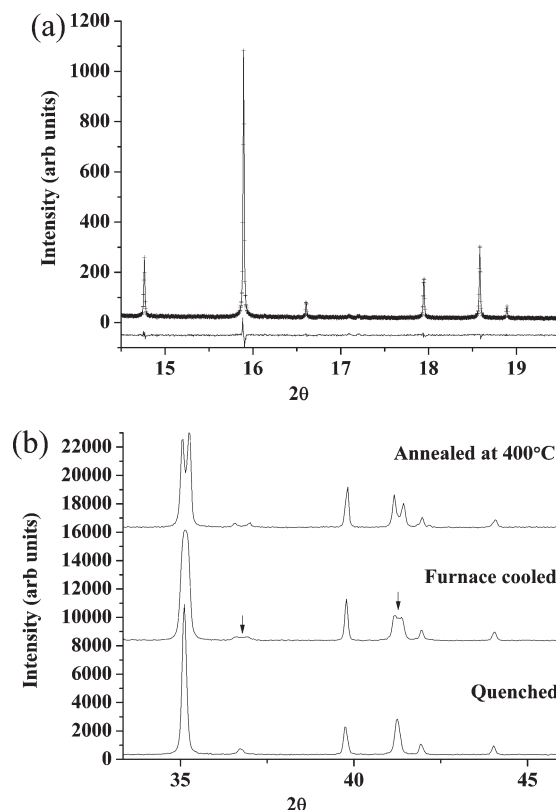 (a)
1200
1000
800
600
400
200
0
Intensity (arb units)
15 16 17 18 19
2θ
(b)
22000
20000
18000
16000
14000
12000
10000
8000
6000
4000
2000
0
Intensity (arb units)
Annealed at 400°C
Furnace cooled
Quenched
35 40 45
2θ